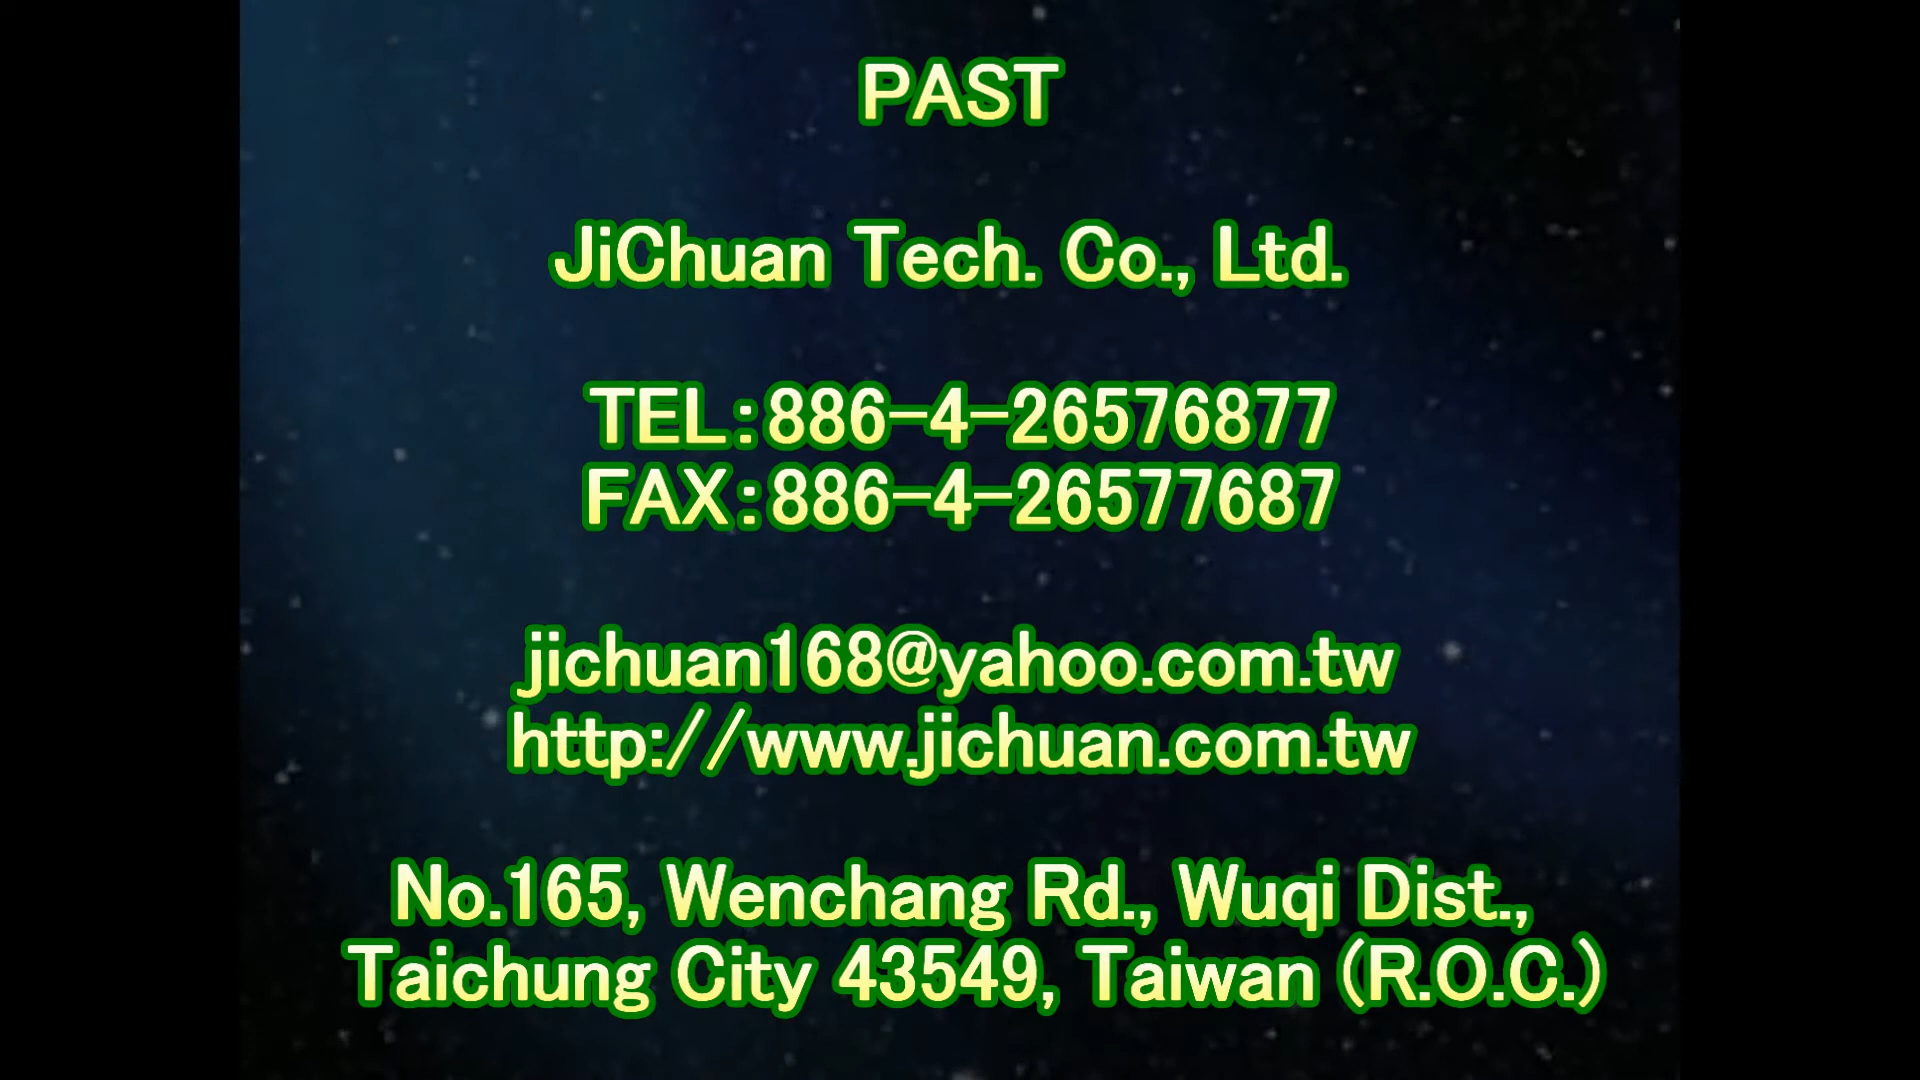 PAST
JiChuan Tech. Co., Ltd.
TEL:886-4-26576877
FAX:886-4-26577687
jichuan168@yahoo.com.tw
http://www.jichuan.com.tw
No.165, Wenchang Rd., Wuqi Dist.,
Taichung City 43549, Taiwan (R.O.C.)